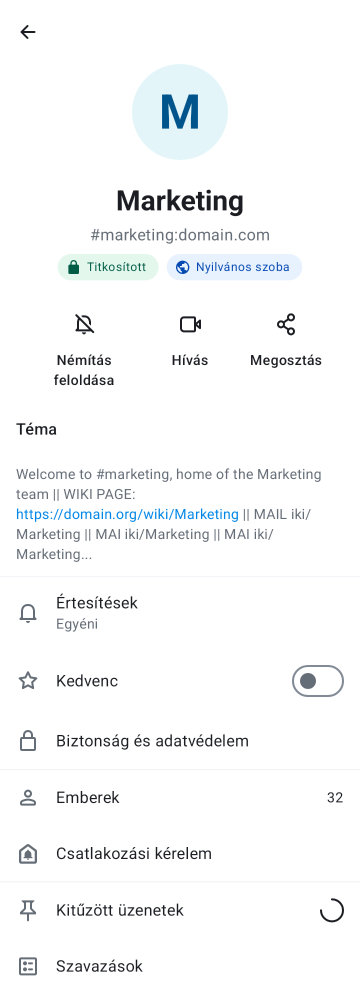 M
Marketing
#marketing:domain.com
Titkosított
Nyilvános szoba
Némítás
feloldása
Hívás
Megosztás
Téma
Welcome to #marketing, home of the Marketing
team || WIKI PAGE:
https://domain.org/wiki/Marketing || MAIL iki/
Marketing || MAI iki/Marketing || MAI iki/
Marketing...
Értesítések
Egyéni
Kedvenc
Biztonság és adatvédelem
Emberek 32
Csatlakozási kérelem
Kitűzött üzenetek
Szavazások